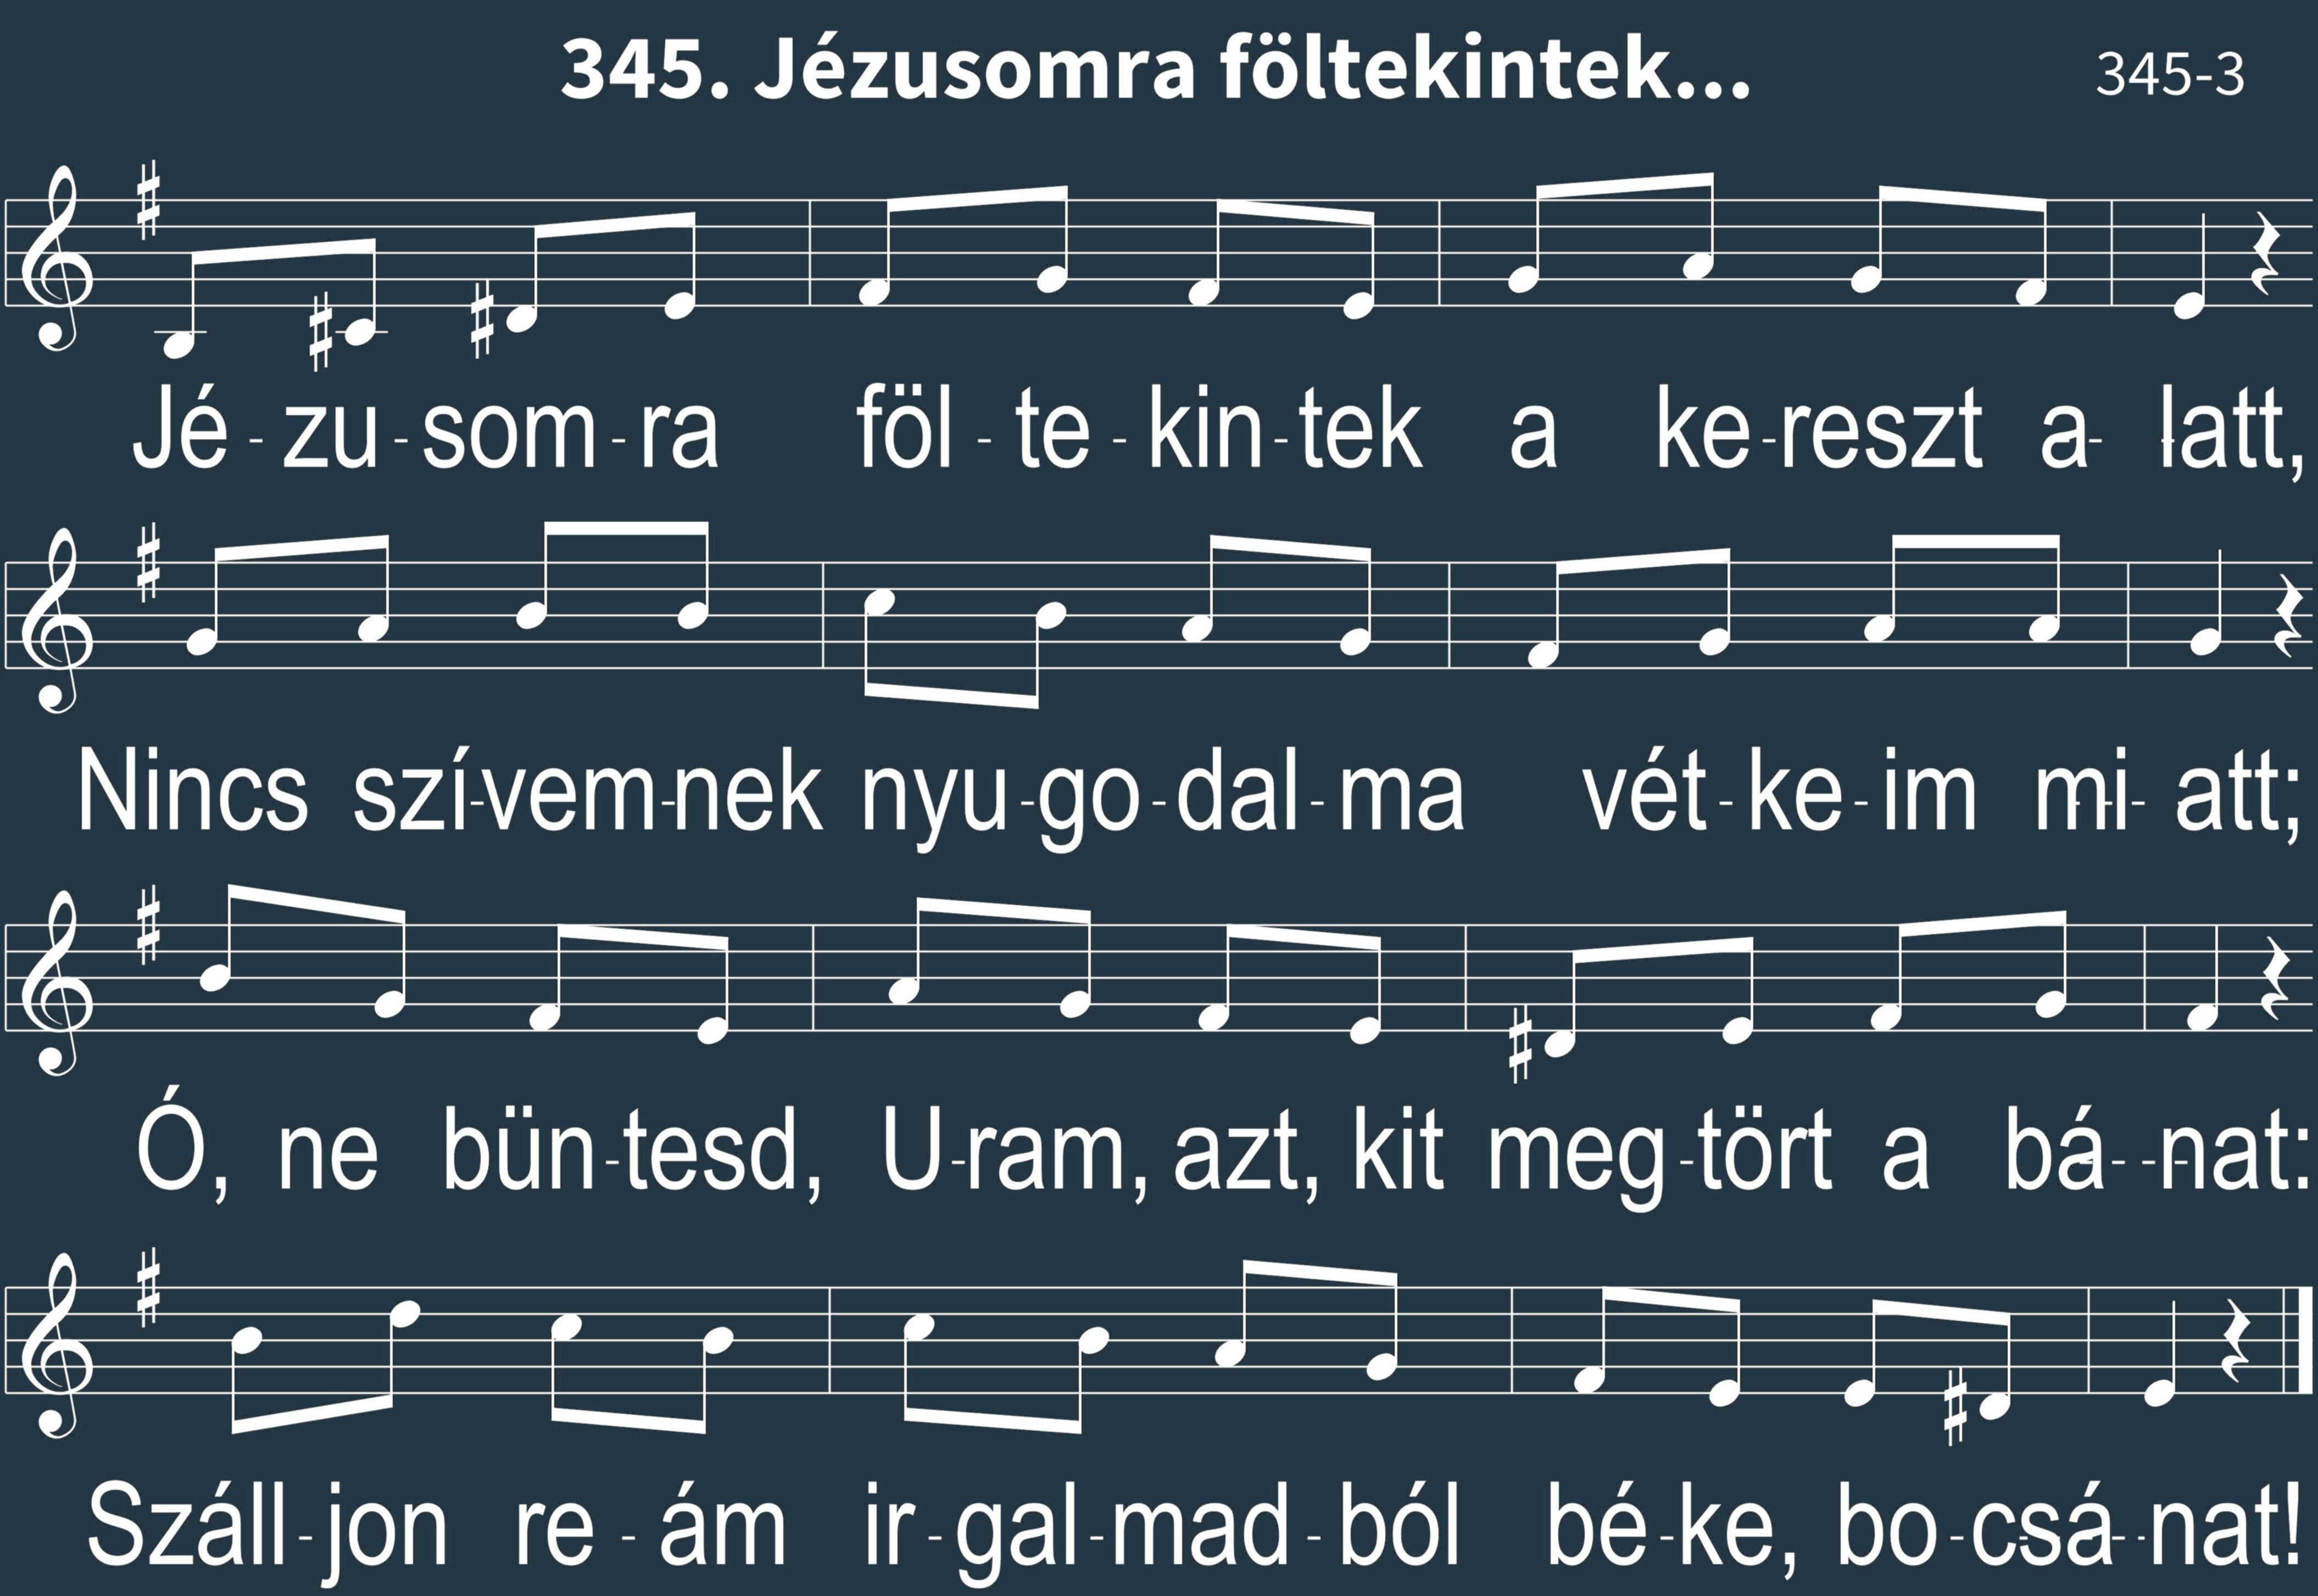 345. Jézusomra föltekintek...
345-3
Jé - zu - som - ra föl - te - kin - tek a ke - reszt a - latt,
Nincs szí - vem - nek nyu - go - dal - ma vét - ke - im mi - att;
Ó, ne bün - tesd, U - ram, azt, kit meg - tört a bá - - nat:
Száll - jon re - ám ir - gal - mad - ból bé - ke, bo - csá - - nat!